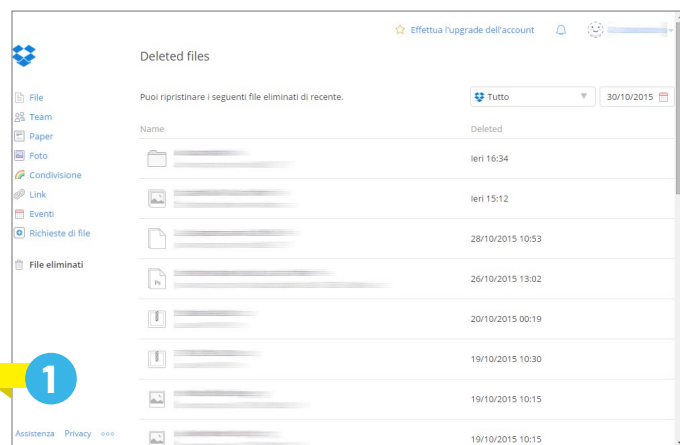 Effettua l'upgrade dell'account
Deleted files
File
Team
Paper
Foto
Condivisione
Link
Eventi
Richieste di file
File eliminati
Puoi ripristinare i seguenti file eliminati di recente.
Tutto
30/10/2015
Name Deleted
Ieri 16:34
Ieri 15:12
28/10/2015 10:53
Ps 26/10/2015 13:02
20/10/2015 00:19
19/10/2015 10:30
19/10/2015 10:15
19/10/2015 10:15
1
Assistenza Privacy